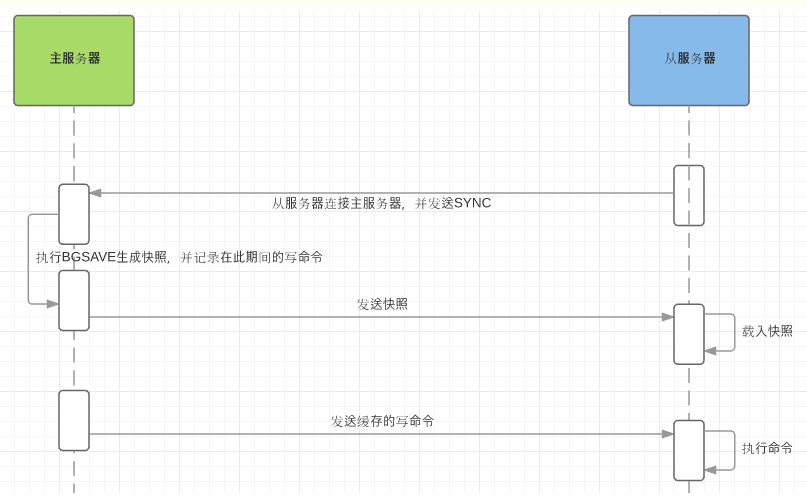 主服务器
从服务器
从服务器连接主服务器，并发送SYNC
执行BGSAVE生成快照，并记录在此期间的写命令
发送快照
载入快照
发送缓存的写命令
执行命令